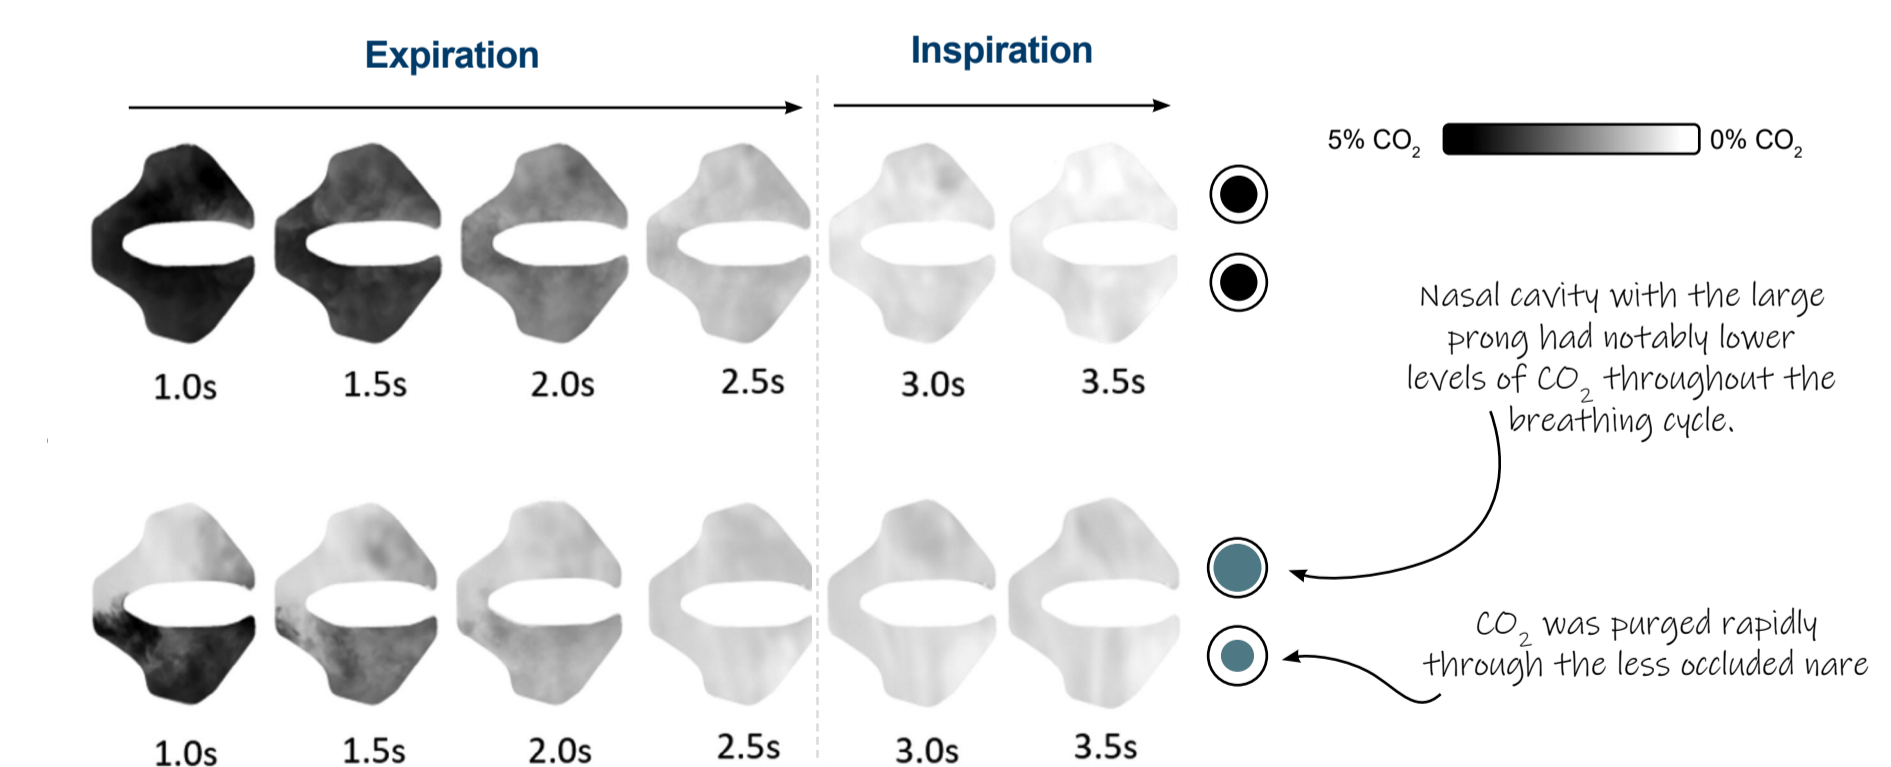 Expiration
Inspiration
5% CO₂
0% CO₂
1.0s
1.5s
2.0s
2.5s
3.0s
3.5s
Nasal cavity with the large
prong had notably lower
levels of CO₂ throughout the
breathing cycle.
CO₂ was purged rapidly
through the less occluded nare
1.0s
1.5s
2.0s
2.5s
3.0s
3.5s